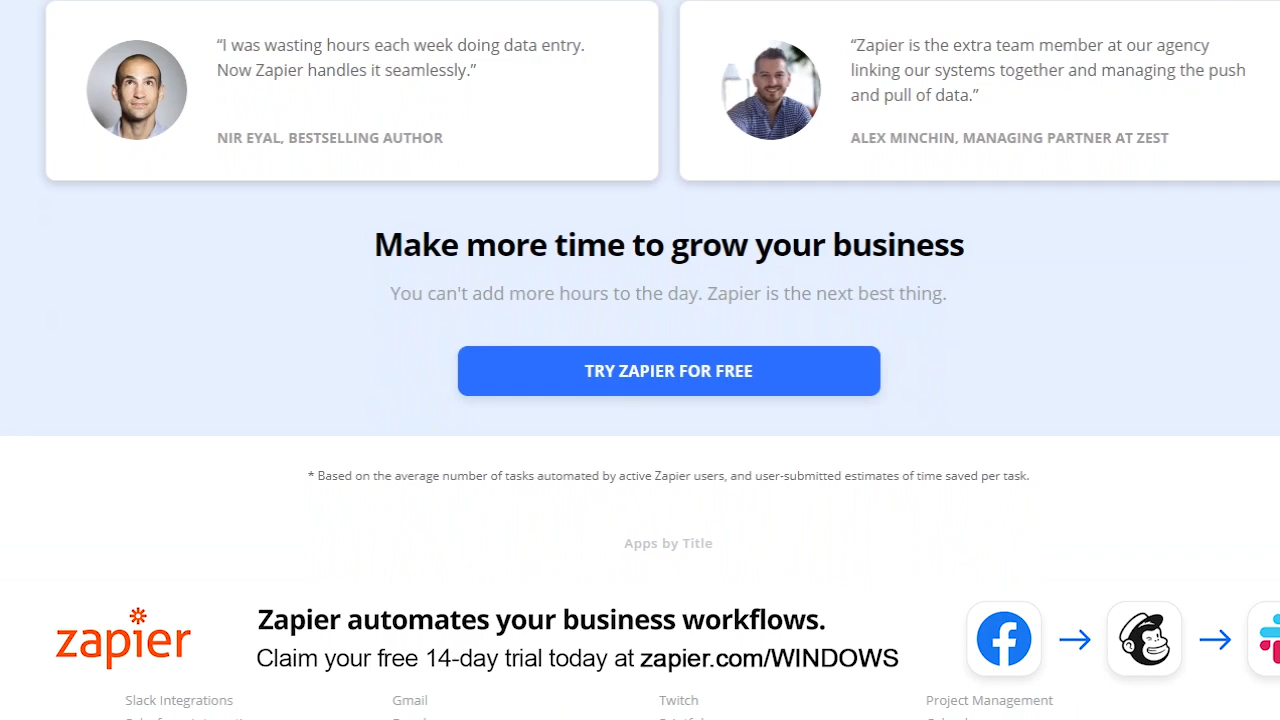 “I was wasting hours each week doing data entry.
Now Zapier handles it seamlessly.”
NIR EYAL, BESTSELLING AUTHOR
“Zapier is the extra team member at our agency
linking our systems together and managing the push
and pull of data.”
ALEX MINCHIN, MANAGING PARTNER AT ZEST
Make more time to grow your business
You can't add more hours to the day. Zapier is the next best thing.
TRY ZAPIER FOR FREE
* Based on the average number of tasks automated by active Zapier users, and user-submitted estimates of time saved per task.
Apps by Title
zapier
Zapier automates your business workflows.
Claim your free 14-day trial today at zapier.com/WINDOWS
Slack Integrations
Gmail
Twitch
Project Management